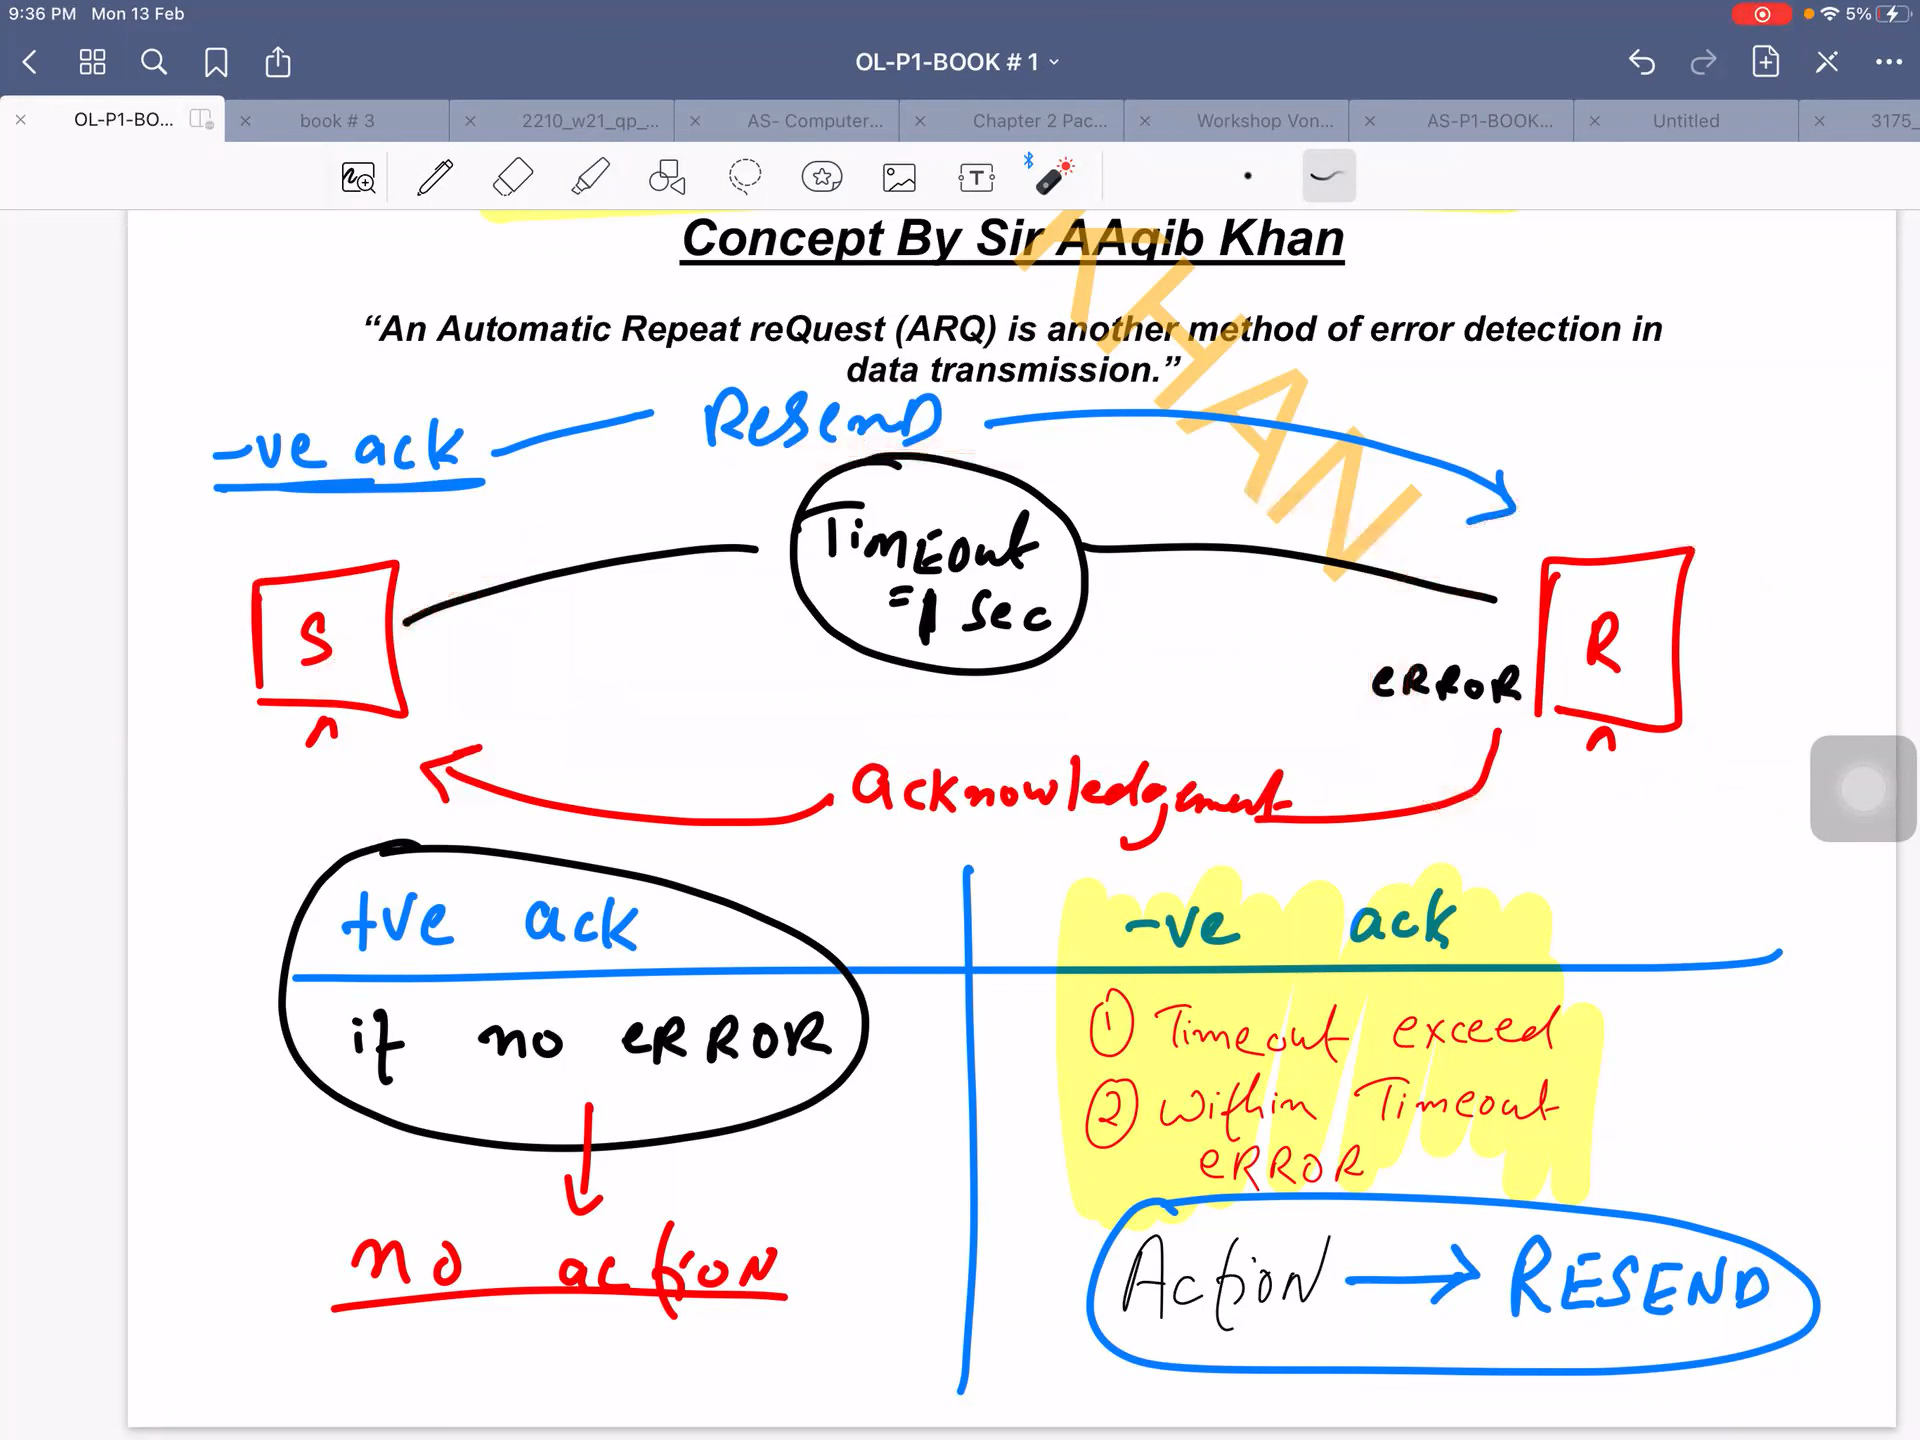 9:36 PM Mon 13 Feb
5%
OL-P1-BOOK # 1
OL-P1-BO...
book # 3
2210_w21_qp_...
AS- Computer...
Chapter 2 Pac...
Workshop Von...
AS-P1-BOOK...
Untitled
3175_
KHAN
Concept By Sir AAqib Khan
“An Automatic Repeat reQuest (ARQ) is another method of error detection in
data transmission.”
-ve ack ResenD
TimEout
=1 sec
S
R
eRRoR
Acknowledgement
+ve ack
-ve ack
if no eRROR
① Timeout exceed
② Within Timeout
eRROR
no action
Action → RESEND